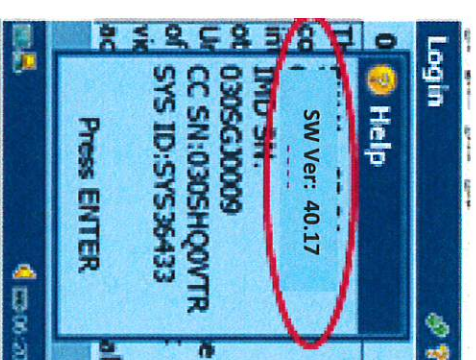 Login
Help
SW Ver: 40.17
IMD SN:
030SGJ0009
CC SN:030SHQ0VTR
SYS ID:SYS36433
Press ENTER